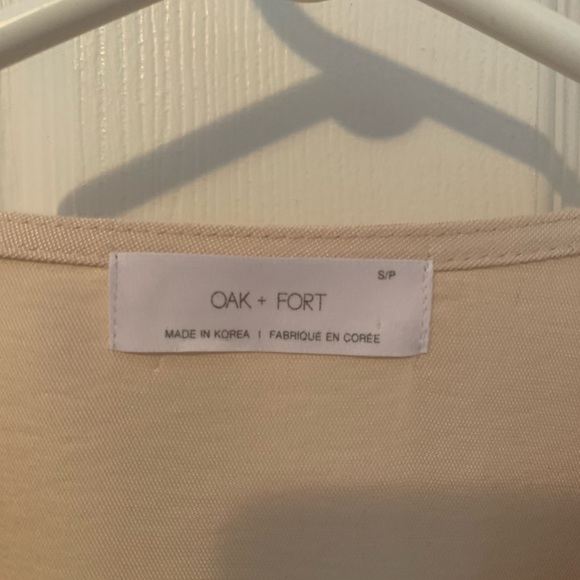 S/P
OAK + FORT
MADE IN KOREA | FABRIQUÉ EN CORÉE